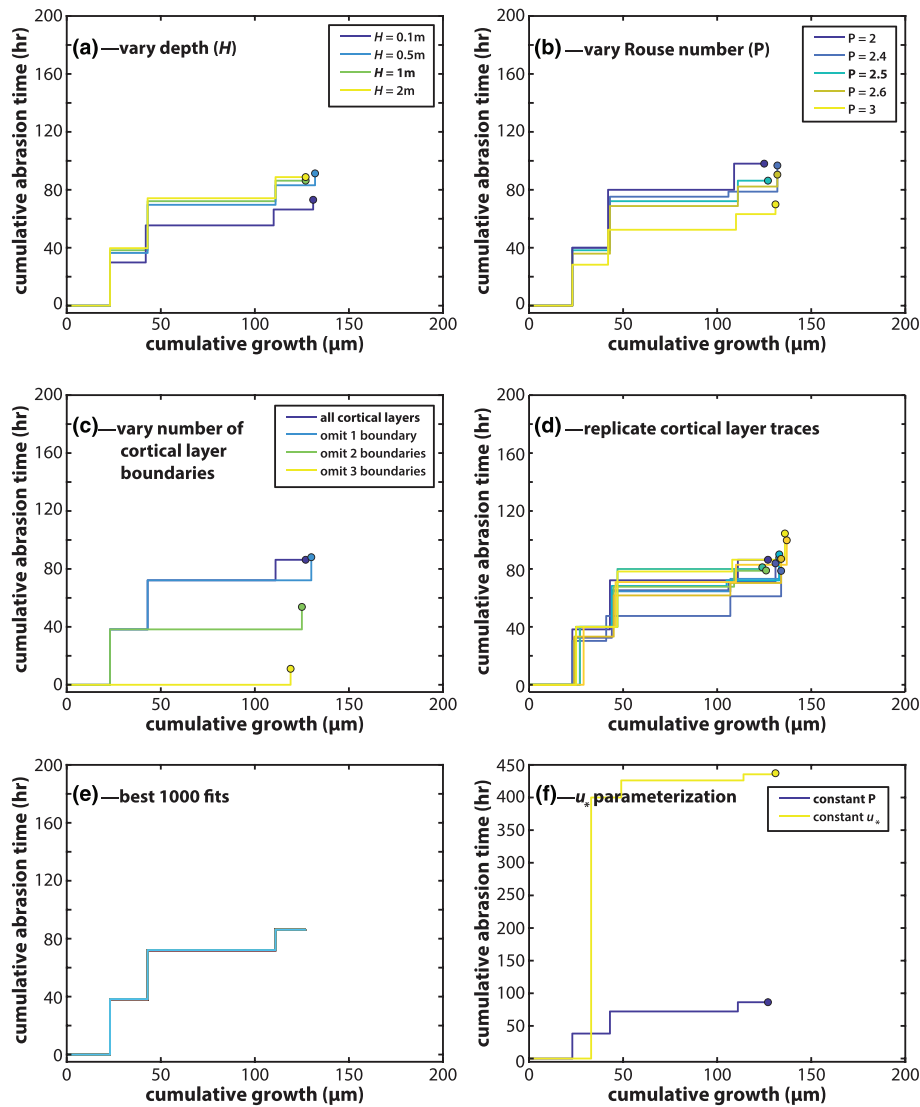 (a)—vary depth (H)
H = 0.1m
H = 0.5m
H = 1m
H = 2m
200
160
120
80
40
0
cumulative abrasion time (hr)
0 50 100 150 200
cumulative growth (µm)
(b)—vary Rouse number (P)
P = 2
P = 2.4
P = 2.5
P = 2.6
P = 3
200
160
120
80
40
0
cumulative abrasion time (hr)
0 50 100 150 200
cumulative growth (µm)
(c)—vary number of
cortical layer
boundaries
all cortical layers
omit 1 boundary
omit 2 boundaries
omit 3 boundaries
200
160
120
80
40
0
cumulative abrasion time (hr)
0 50 100 150 200
cumulative growth (µm)
(d)—replicate cortical layer traces
200
160
120
80
40
0
cumulative abrasion time (hr)
0 50 100 150 200
cumulative growth (µm)
(e)—best 1000 fits
200
160
120
80
40
0
cumulative abrasion time (hr)
0 50 100 150 200
cumulative growth (µm)
(f)—u* parameterization
constant P
constant u*
450
400
350
300
250
200
150
100
50
0
cumulative abrasion time (hr)
0 50 100 150 200
cumulative growth (µm)